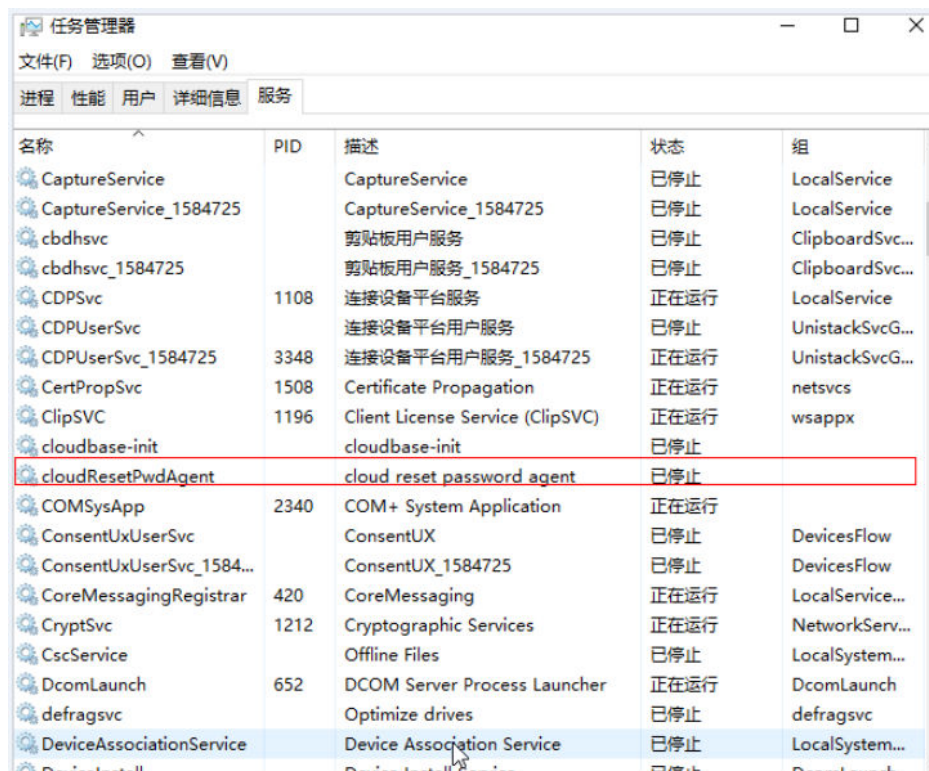 任务管理器
文件(F) 选项(O) 查看(V)
进程 性能 用户 详细信息 服务
名称 PID 描述 状态 组
CaptureService CaptureService 已停止 LocalService
CaptureService_1584725 CaptureService_1584725 已停止 LocalService
cbdhsvc 剪贴板用户服务 已停止 ClipboardSvc...
cbdhsvc_1584725 剪贴板用户服务_1584725 已停止 ClipboardSvc...
CDPSvc 1108 连接设备平台服务 正在运行 LocalService
CDPUserSvc 连接设备平台用户服务 已停止 UnistackSvcG...
CDPUserSvc_1584725 3348 连接设备平台用户服务_1584725 正在运行 UnistackSvcG...
CertPropSvc 1508 Certificate Propagation 正在运行 netsvcs
ClipSVC 1196 Client License Service (ClipSVC) 正在运行 wsappx
cloudbase-init cloudbase-init 已停止
cloudResetPwdAgent cloud reset password agent 已停止
COMSysApp 2340 COM+ System Application 正在运行
ConsentUxUserSvc ConsentUX 已停止 DevicesFlow
ConsentUxUserSvc_1584... ConsentUX_1584725 已停止 DevicesFlow
CoreMessagingRegistrar 420 CoreMessaging 正在运行 LocalService...
CryptSvc 1212 Cryptographic Services 正在运行 NetworkServ...
CscService Offline Files 已停止 LocalSystem...
DcomLaunch 652 DCOM Server Process Launcher 正在运行 DcomLaunch
defragsvc Optimize drives 已停止 defragsvc
DeviceAssociationService Device Association Service 已停止 LocalSystem...